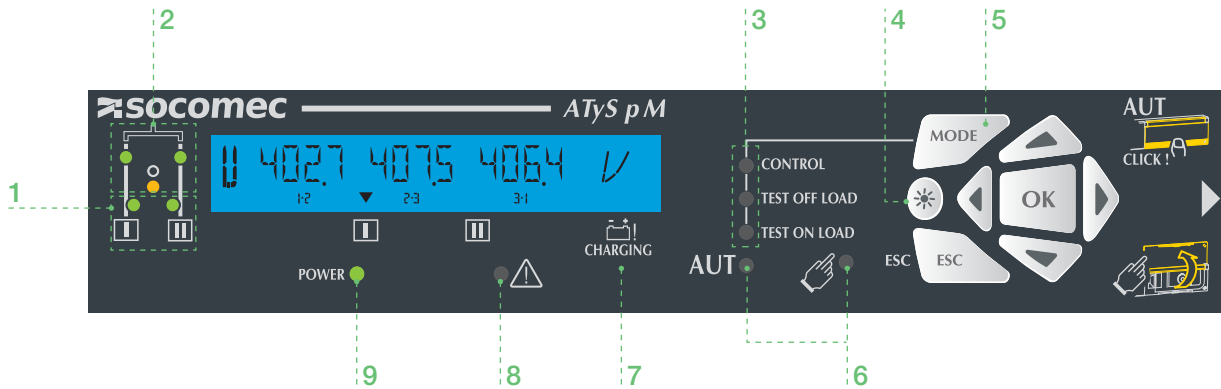 2 3 4 5
socomec ATyS p M
AUT
MODE
CLICK !
CONTROL
U 402.7 407.5 406.4 V
1-2 2-3 3-1
TEST OFF LOAD
OK
1
TEST ON LOAD
I II I II
CHARGING
AUT ESC ESC
POWER
9 8 7 6